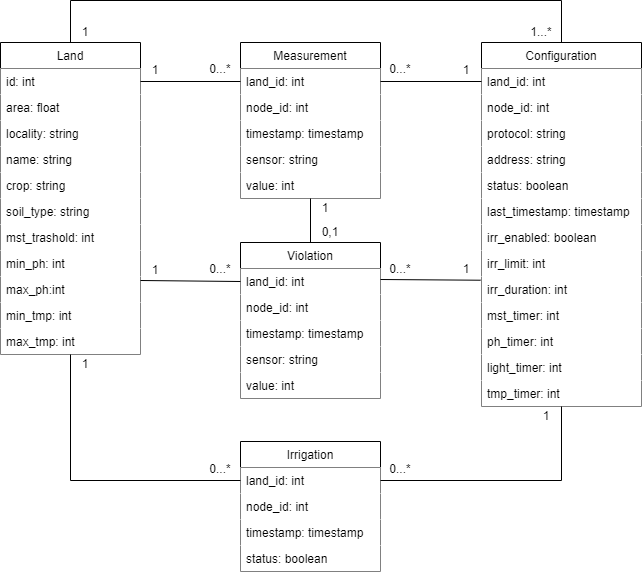 1
1...*
Land
id: int
area: float
locality: string
name: string
crop: string
soil_type: string
mst_trashold: int
min_ph: int
max_ph:int
min_tmp: int
max_tmp: int
1
0...*
Measurement
land_id: int
node_id: int
timestamp: timestamp
sensor: string
value: int
0...*
1
Configuration
land_id: int
node_id: int
protocol: string
address: string
status: boolean
last_timestamp: timestamp
irr_enabled: boolean
irr_limit: int
irr_duration: int
mst_timer: int
ph_timer: int
light_timer: int
tmp_timer: int
1
0,1
1
0...*
Violation
land_id: int
node_id: int
timestamp: timestamp
sensor: string
value: int
0...*
1
1
0...*
Irrigation
land_id: int
node_id: int
timestamp: timestamp
status: boolean
0...*
1